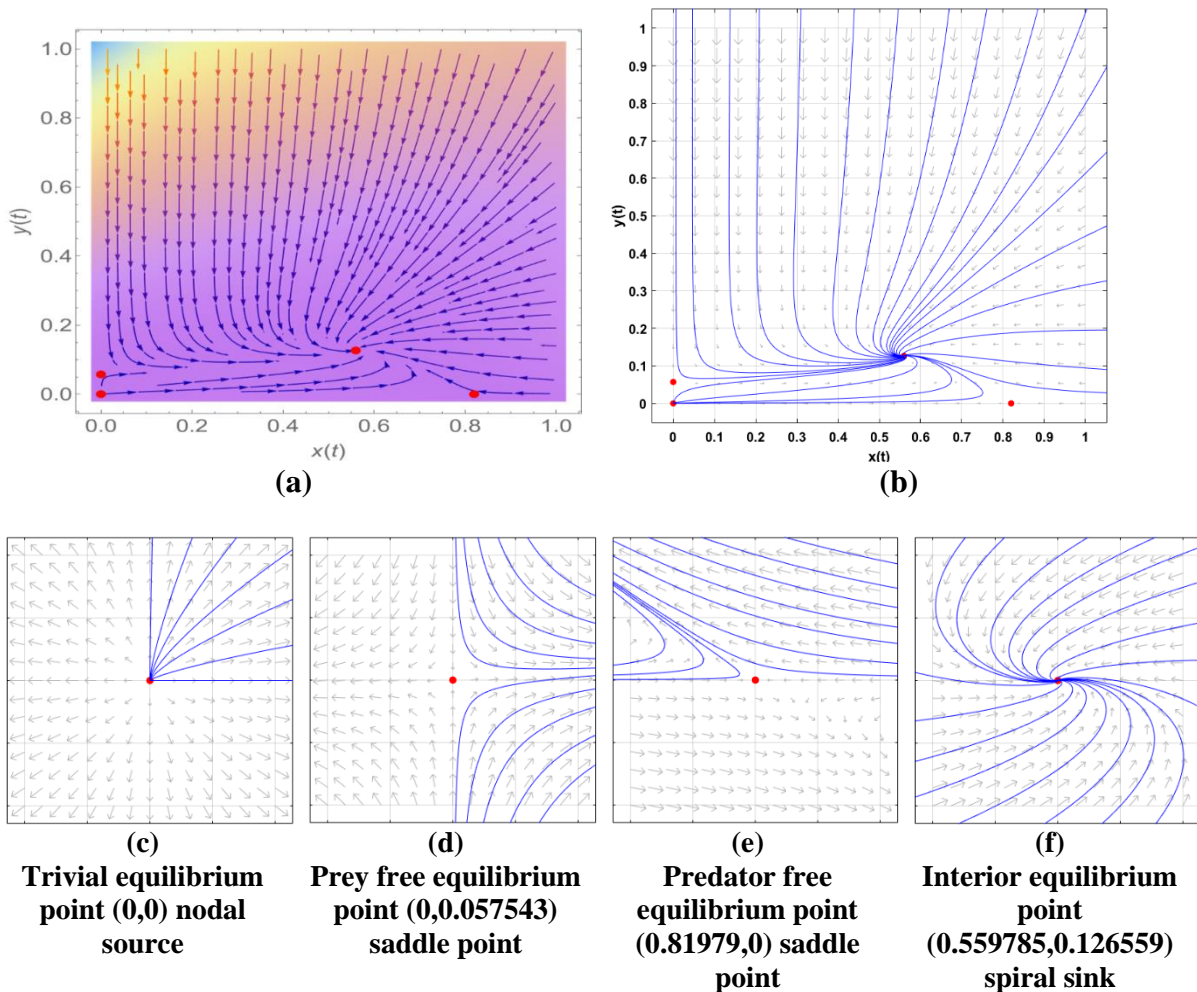 1.0
0.8
0.6
0.4
0.2
0.0
y(t)
0.0 0.2 0.4 0.6 0.8 1.0
x(t)
(a)
1
0.9
0.8
0.7
0.6
0.5
0.4
0.3
0.2
0.1
0
y(t)
0 0.1 0.2 0.3 0.4 0.5 0.6 0.7 0.8 0.9 1
x(t)
(b)
(c)
Trivial equilibrium
point (0,0) nodal
source
(d)
Prey free equilibrium
point (0,0.057543)
saddle point
(e)
Predator free
equilibrium point
(0.81979,0) saddle
point
(f)
Interior equilibrium
point
(0.559785,0.126559)
spiral sink